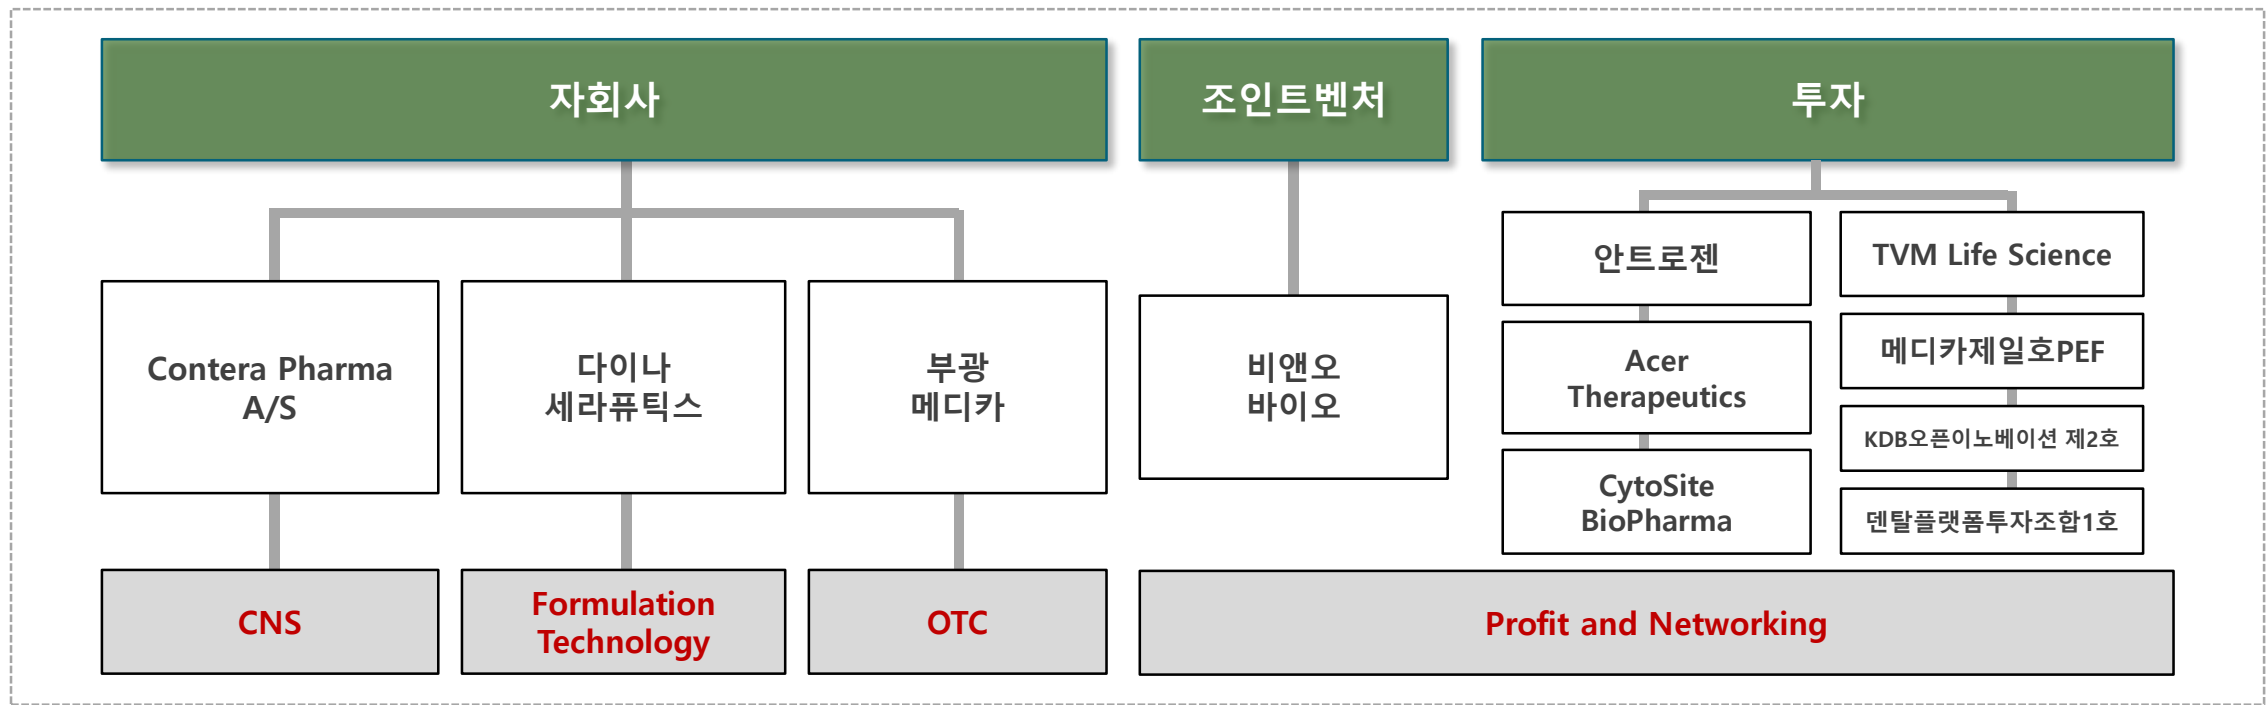 자회사
조인트벤처
투자
Contera Pharma
A/S
다이나
세라퓨틱스
부광
메디카
비앤오
바이오
안트로젠
Acer
Therapeutics
CytoSite
BioPharma
TVM Life Science
메디카제일호PEF
KDB오픈이노베이션 제2호
덴탈플랫폼투자조합1호
CNS
Formulation
Technology
OTC
Profit and Networking